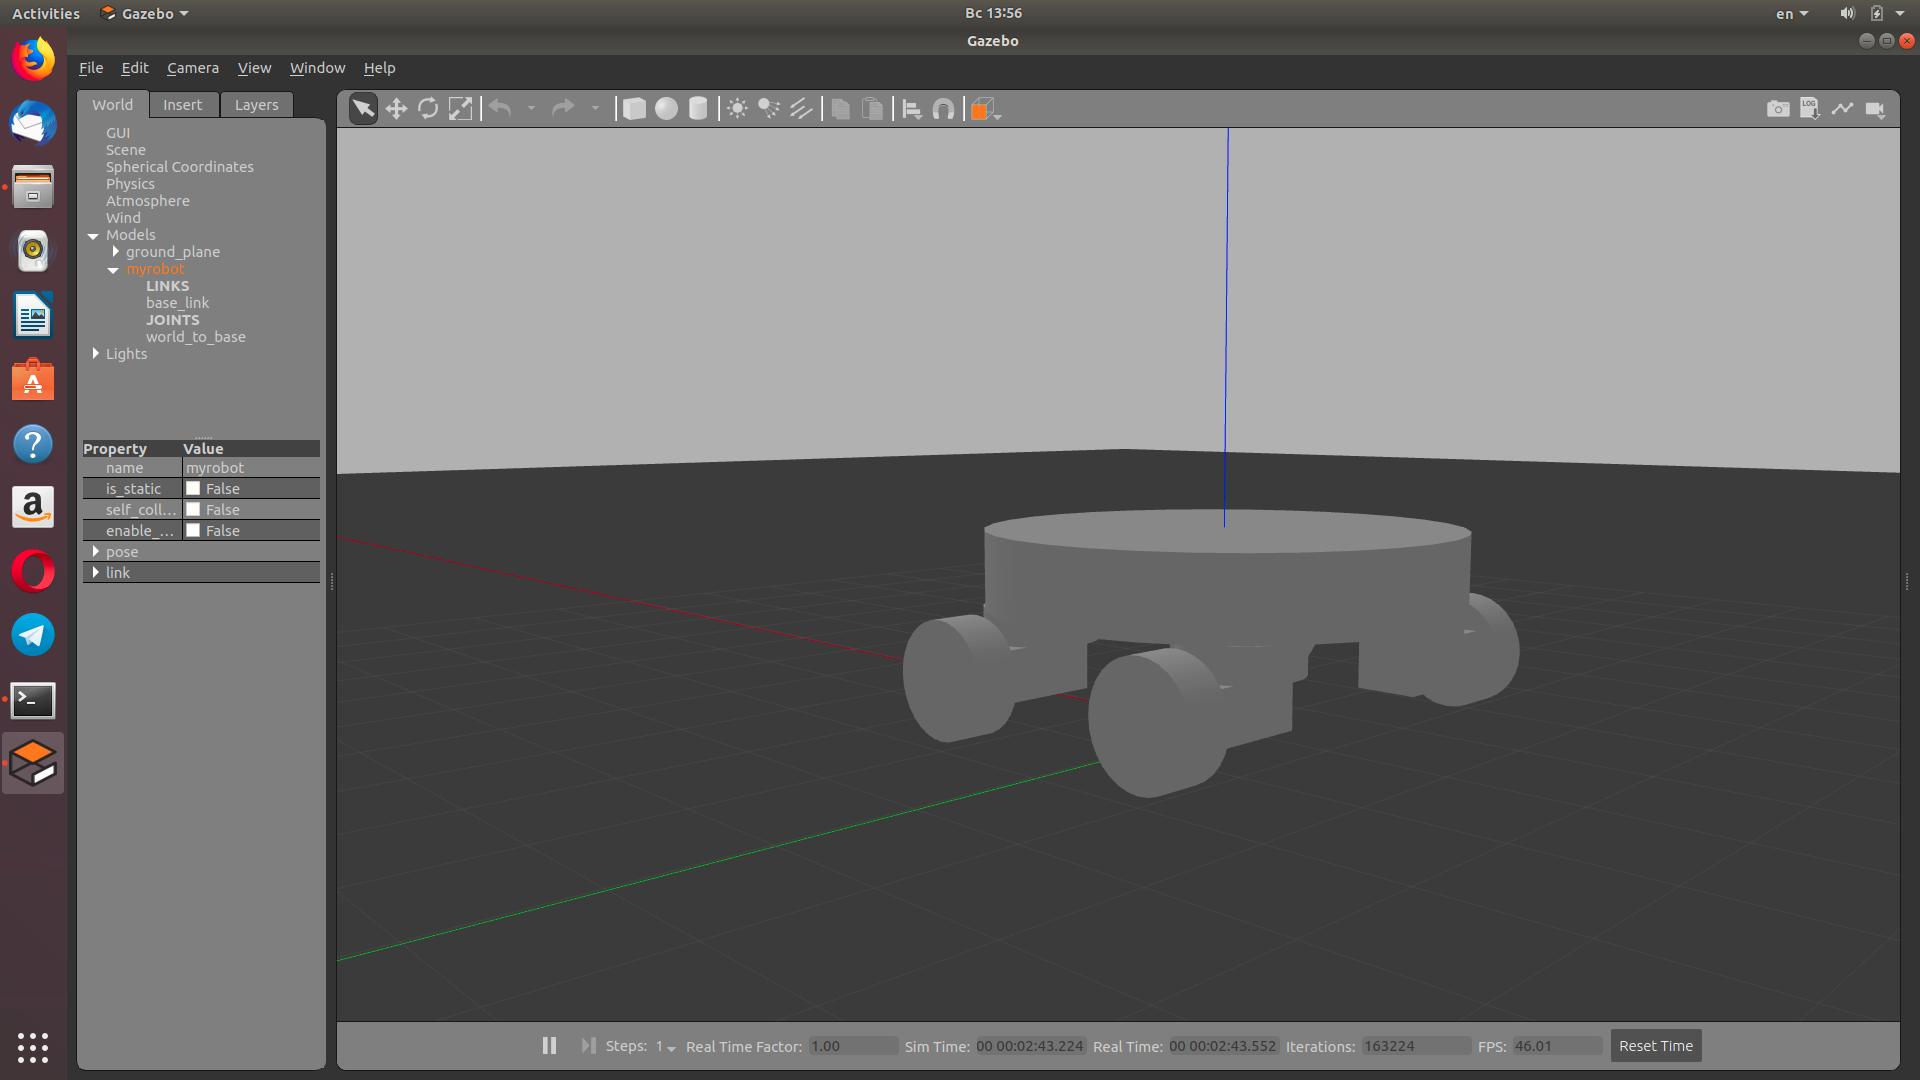 Activities Gazebo Вс 13:56 en
Gazebo
File Edit Camera View Window Help
World Insert Layers
GUI
Scene
Spherical Coordinates
Physics
Atmosphere
Wind
Models
ground_plane
myrobot
LINKS
base_link
JOINTS
world_to_base
Lights
Property Value
name myrobot
is_static False
self_coll... False
enable_... False
pose
link
LOG
Steps: 1 Real Time Factor: 1.00 Sim Time: 00 00:02:43.224 Real Time: 00 00:02:43.552 Iterations: 163224 FPS: 46.01 Reset Time